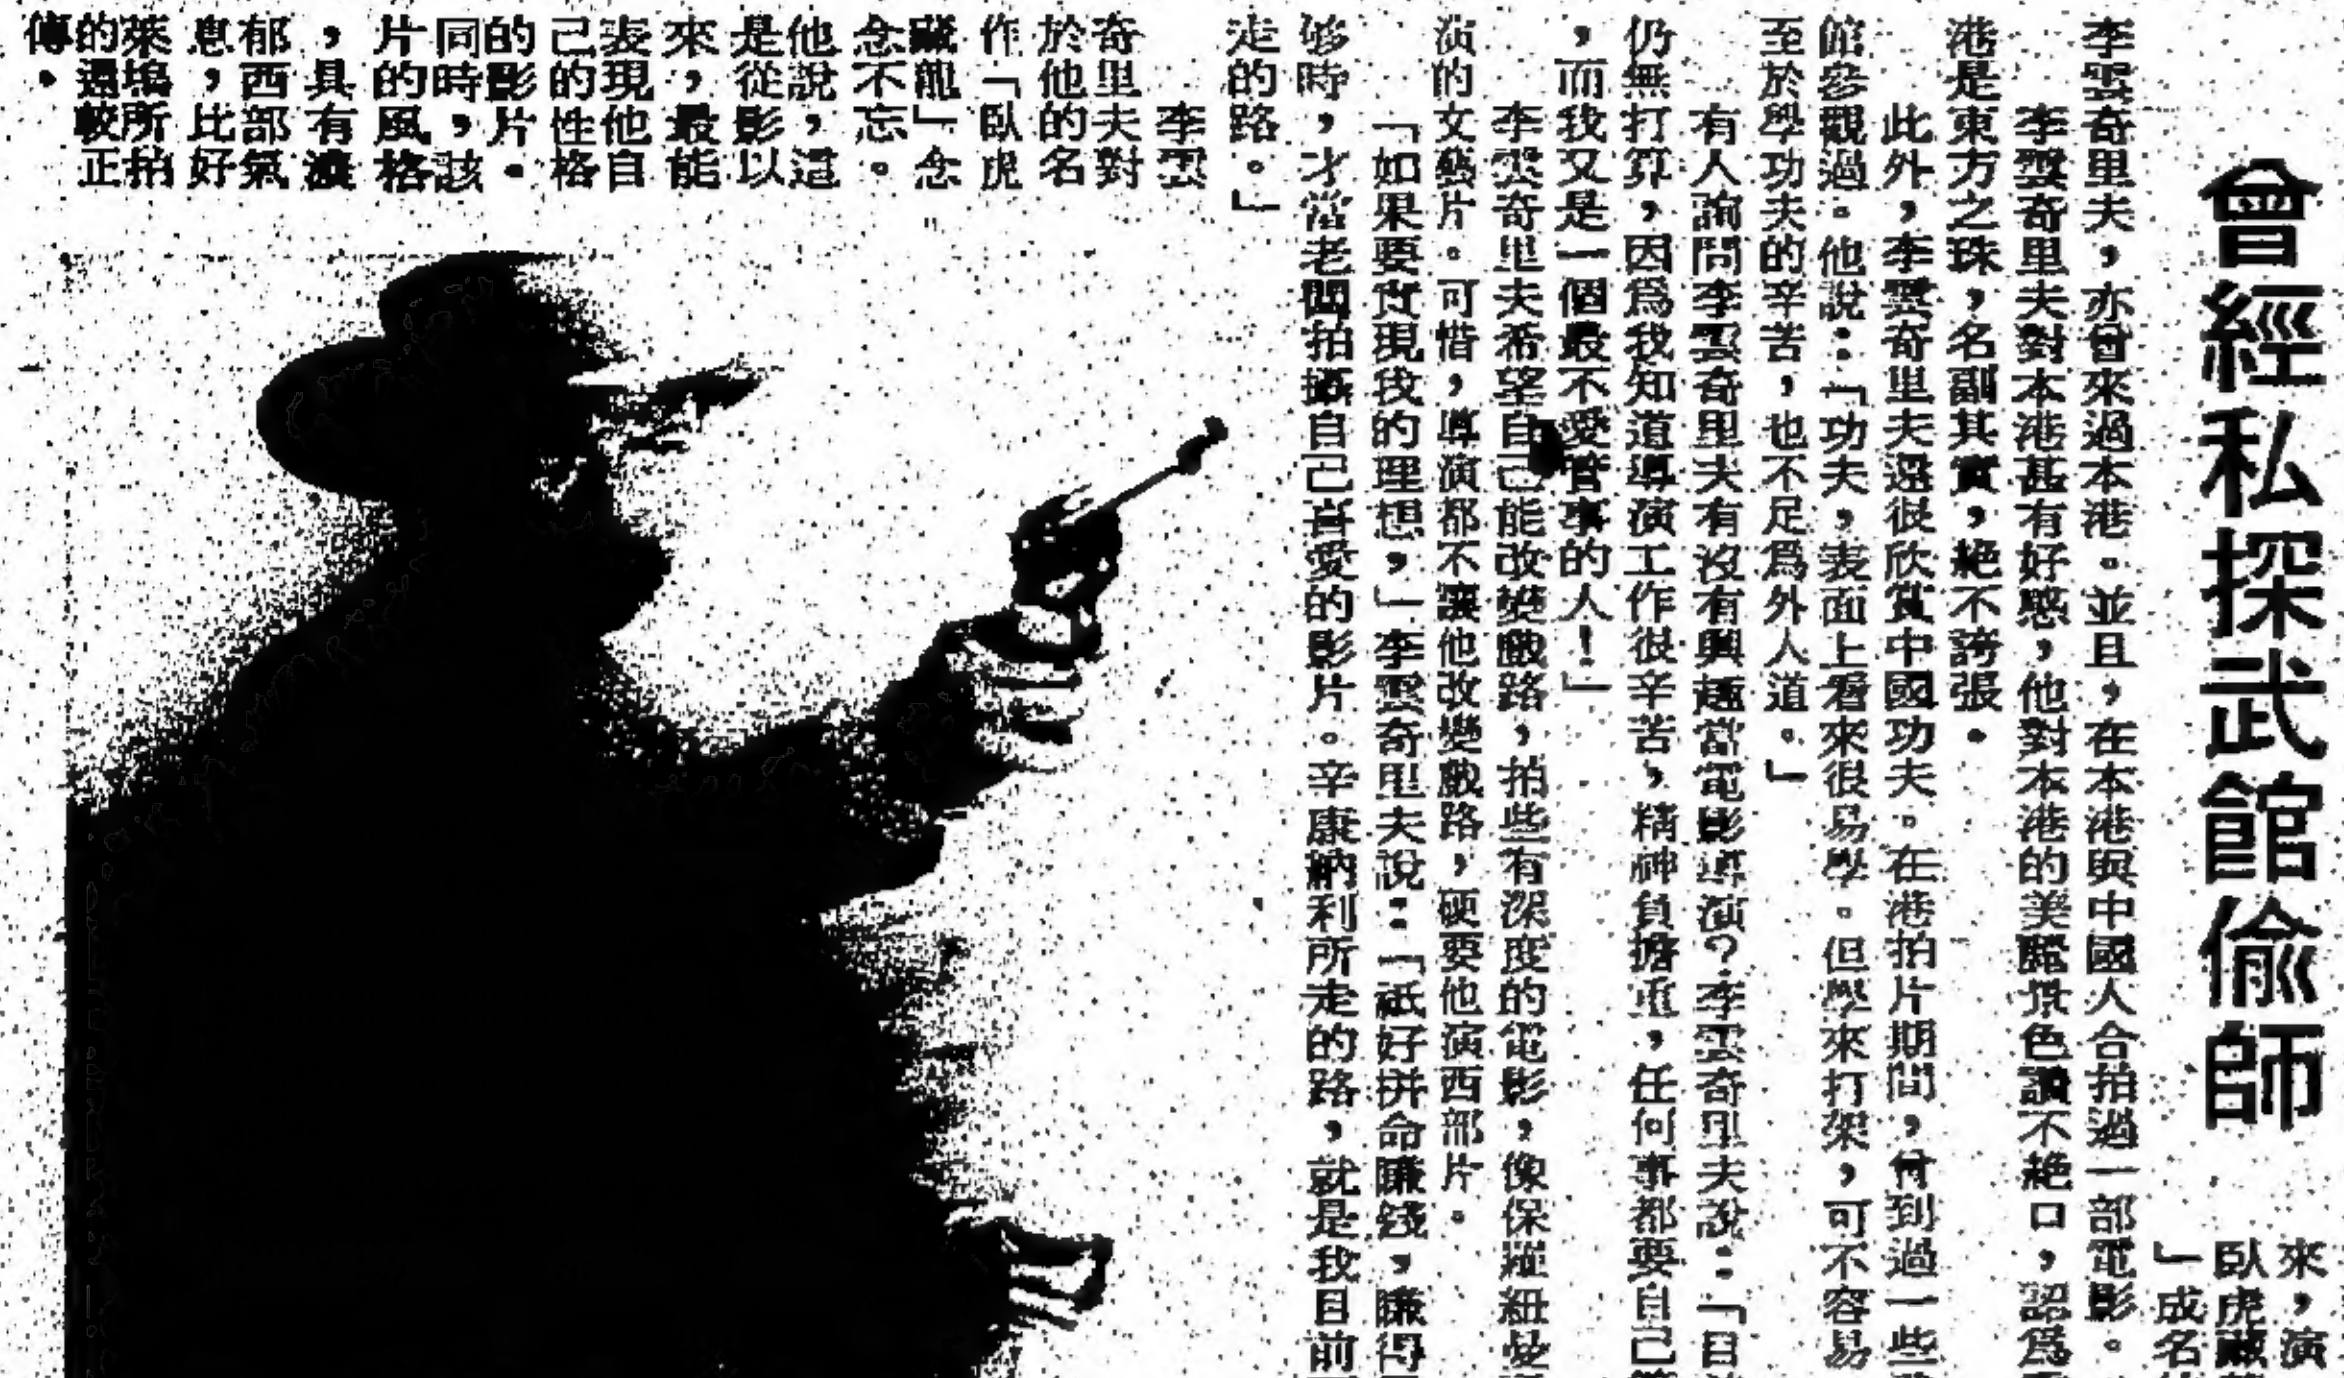 曾經私探武館偷師
來，演
臥虎藏
」成名
李雲奇里夫，亦曾來過本港。並且，在本港與中國人合拍過一部電影。
李雲奇里夫對本港甚有好感，他對本港的美麗景色讚不絕口，認爲
港是東方之珠，名副其實，絕不誇張。
此外，李雲奇里夫還很欣賞中國功夫。在港拍片期間，曾到過一些
館參觀過。他說：「功夫，表面上看來很易學。但學來打架，可不容易
至於學功夫的辛苦，也不足爲外人道。」
有人詢問李雲奇里夫有沒有興趣當電影導演？李雲奇里夫說：「目
仍無打算，因爲我知道導演工作很辛苦，精神負擔重，任何事都要自己
，而我又是一個最不愛管事的人！」
李雲奇里夫希望自己能改變戲路，拍些有深度的電影，像保羅紐曼
演的文藝片。可惜，導演都不讓他改變戲路，硬要他演西部片。
「如果要實現我的理想，」李雲奇里夫說：「祇好拼命賺錢，賺得
够時，才當老闆拍攝自己喜愛的影片。辛康納利所走的路，就是我目前
走的路。」
李雲
奇里夫對
於他的名
作「臥虎
藏龍」念
念不忘。
他說，這
是從影以
來，最能
表現他自
己的性格
的影片。
同時，該
片的風格
，具有濃
郁西部氣
息，比好
萊塢所拍
的還較正
傳。